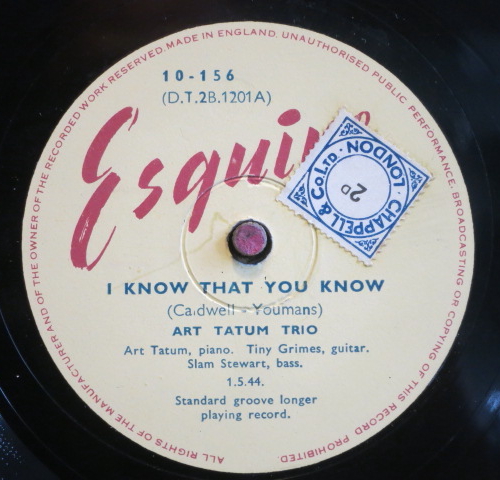 ALL RIGHTS OF THE MANUFACTURER AND OF THE OWNER OF THE RECORDED WORK RESERVED. MADE IN ENGLAND. UNAUTHORISED PUBLIC PERFORMANCE, BROADCASTING OR COPYING OF THIS RECORD PROHIBITED.
10-156
(D.T.2B.1201A)
Esqui
CHAPPELL & Co. LTD · LONDON ·
2D
I KNOW THAT YOU KNOW
(Caldwell - Youmans)
ART TATUM TRIO
Art Tatum, piano. Tiny Grimes, guitar.
Slam Stewart, bass.
1.5.44.
Standard groove longer
playing record.